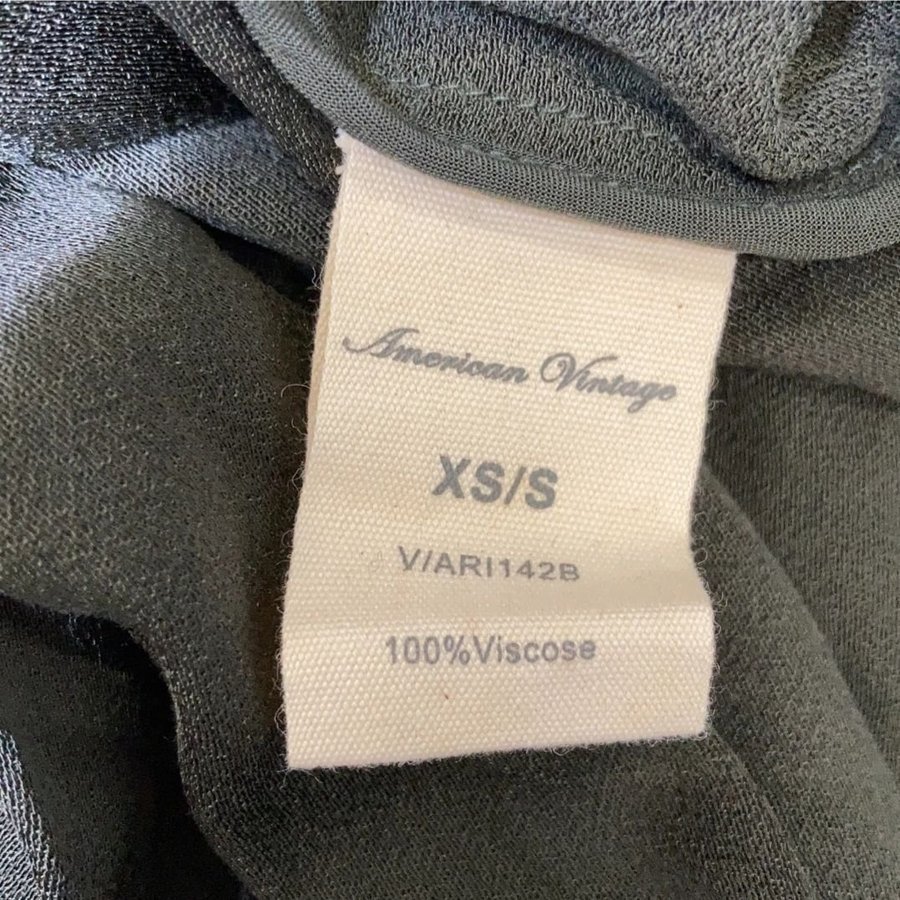 American Vintage
XS/S
V/ARI142B
100%Viscose